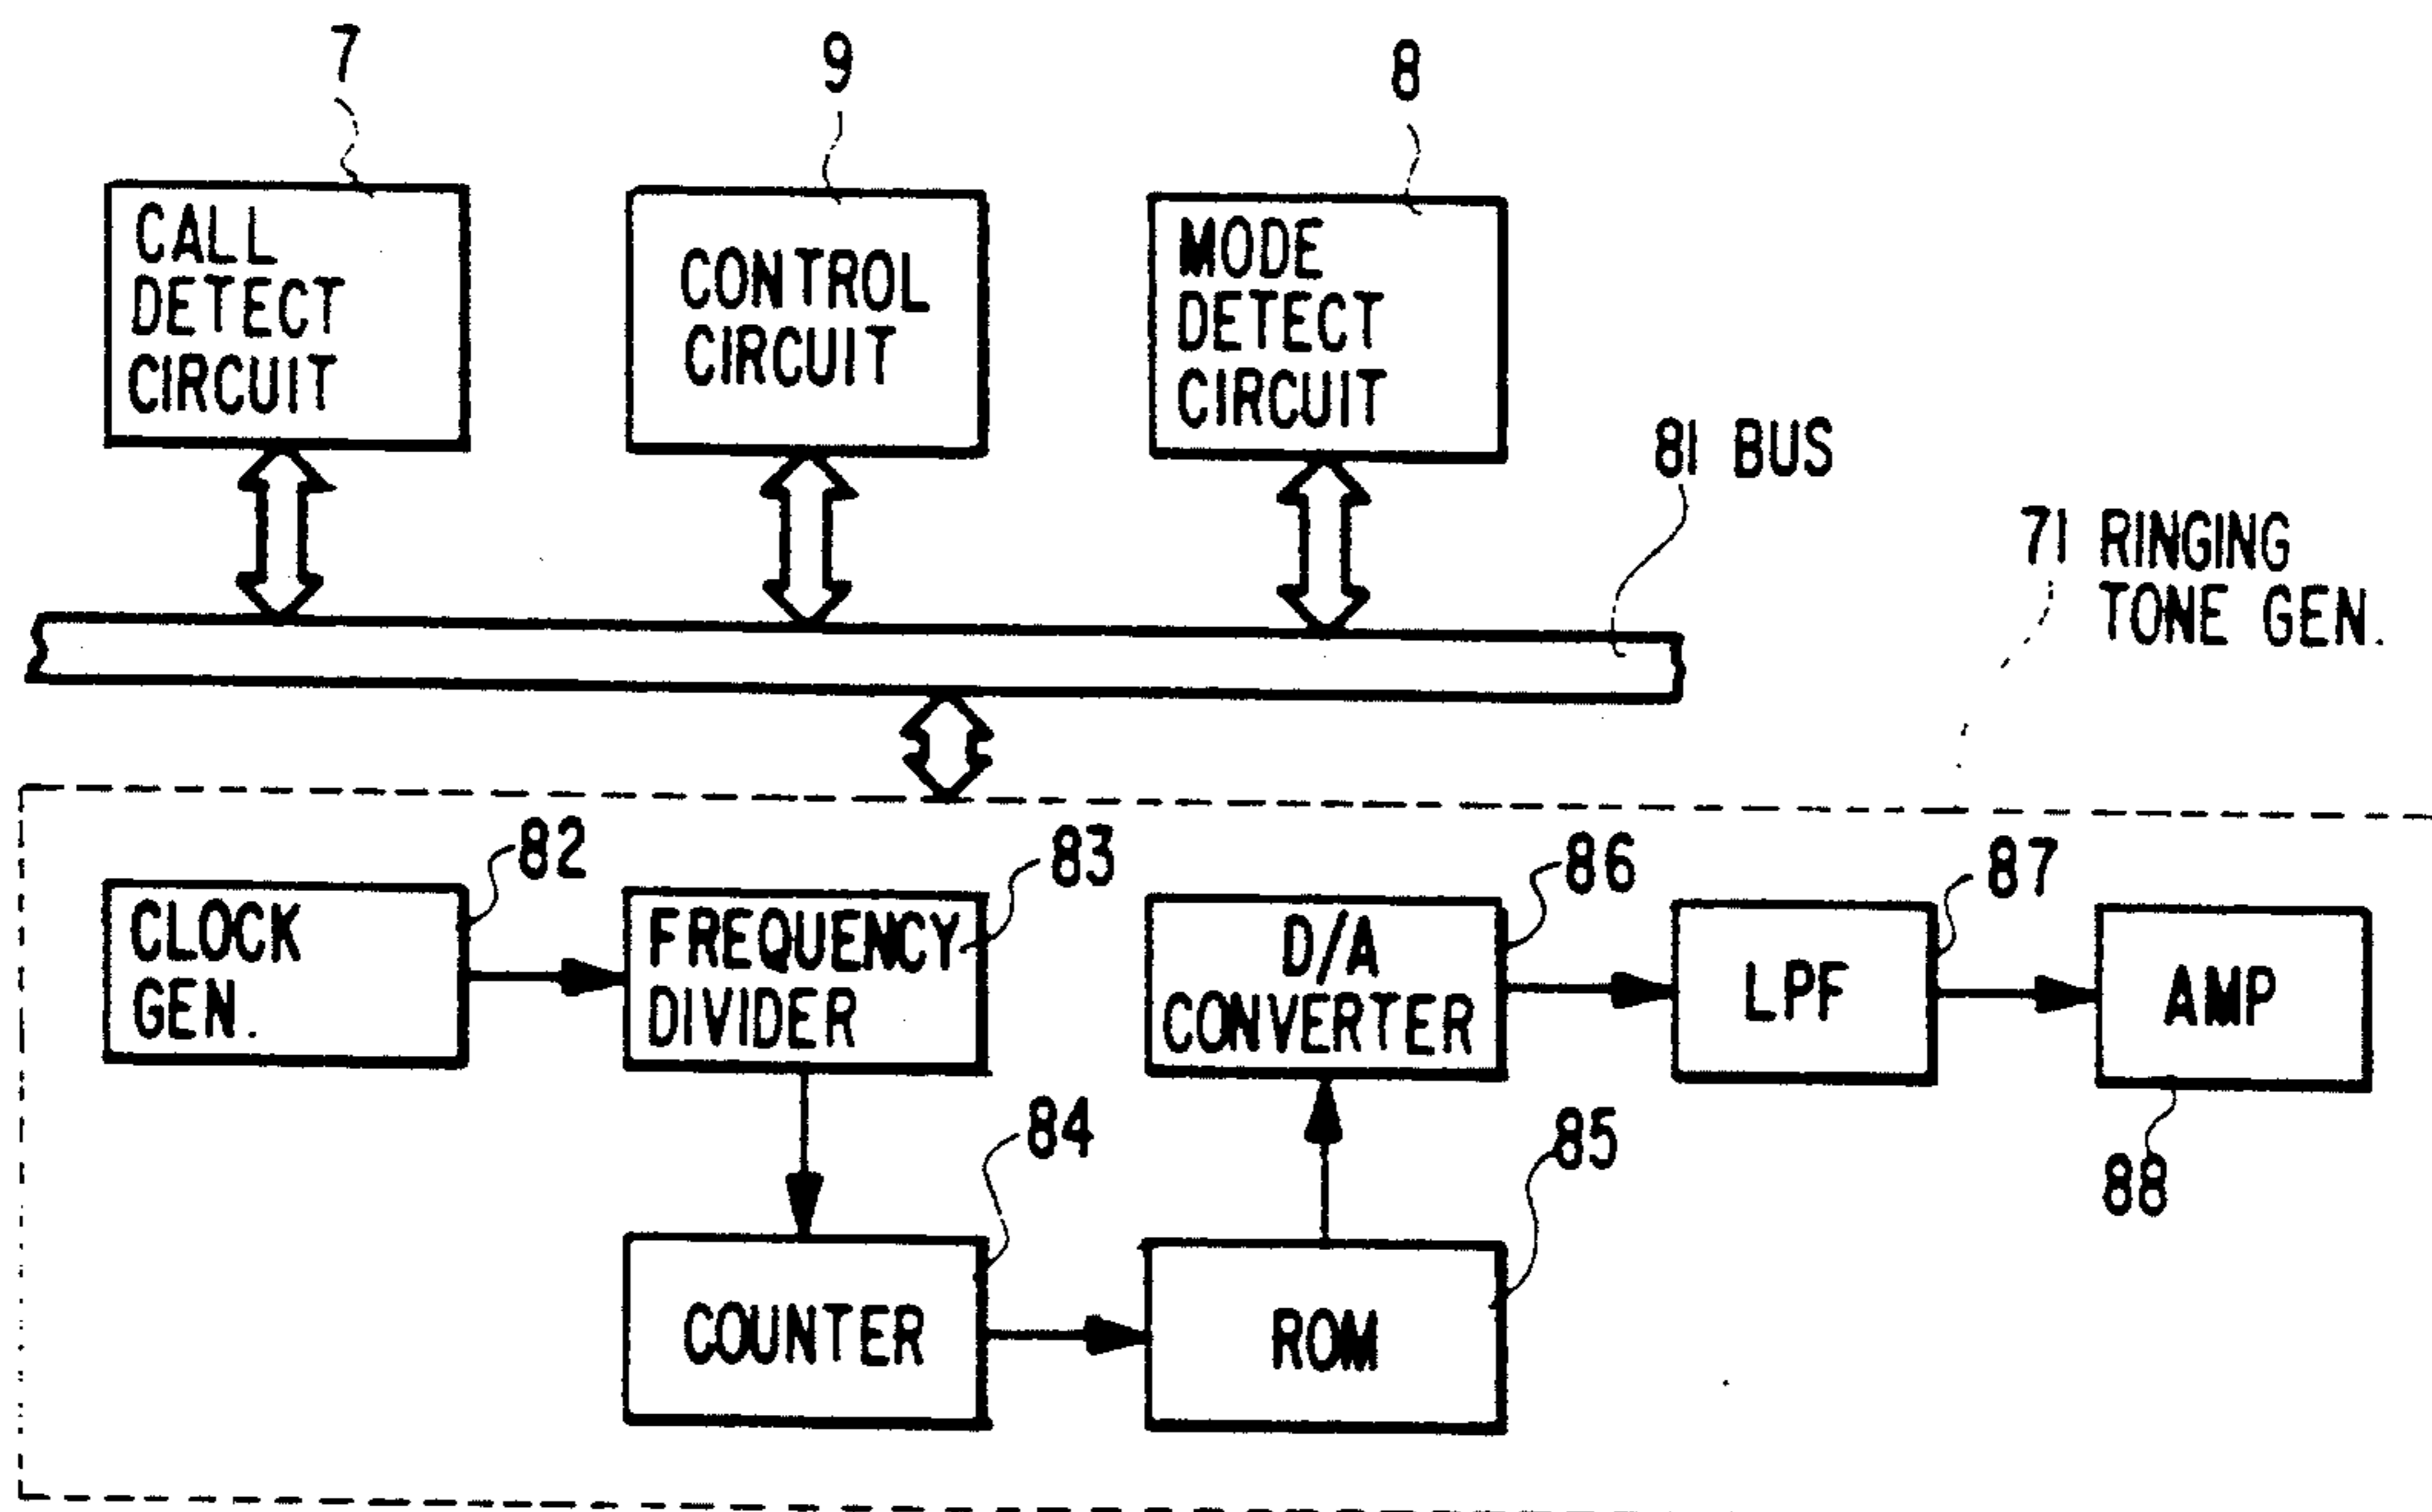 7
9
8
CALL
DETECT
CIRCUIT
CONTROL
CIRCUIT
MODE
DETECT
CIRCUIT
81 BUS
71 RINGING
TONE GEN.
82
83
86
87
CLOCK
GEN.
FREQUENCY
DIVIDER
D/A
CONVERTER
LPF
AMP
84
85
88
COUNTER
ROM